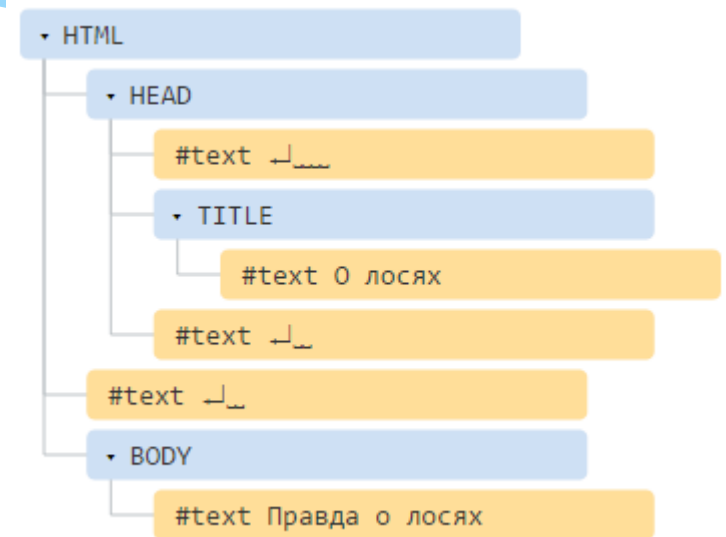 ▾ HTML
▾ HEAD
#text ↵␣␣␣␣
▾ TITLE
#text О лосях
#text ↵␣␣
#text ↵␣␣
▾ BODY
#text Правда о лосях